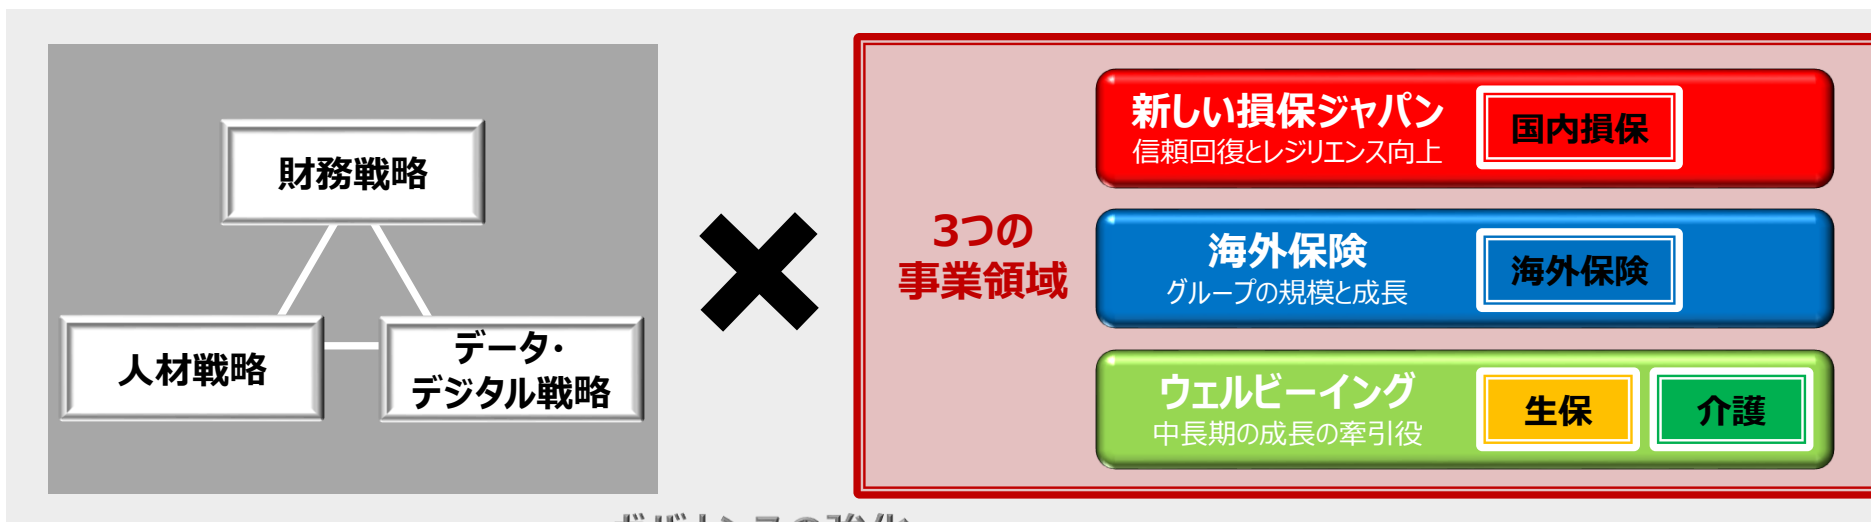 財務戦略
人材戦略
データ・
デジタル戦略
3つの
事業領域
新しい損保ジャパン
信頼回復とレジリエンス向上
国内損保
海外保険
グループの規模と成長
海外保険
ウェルビーイング
中長期の成長の牽引役
生保
介護